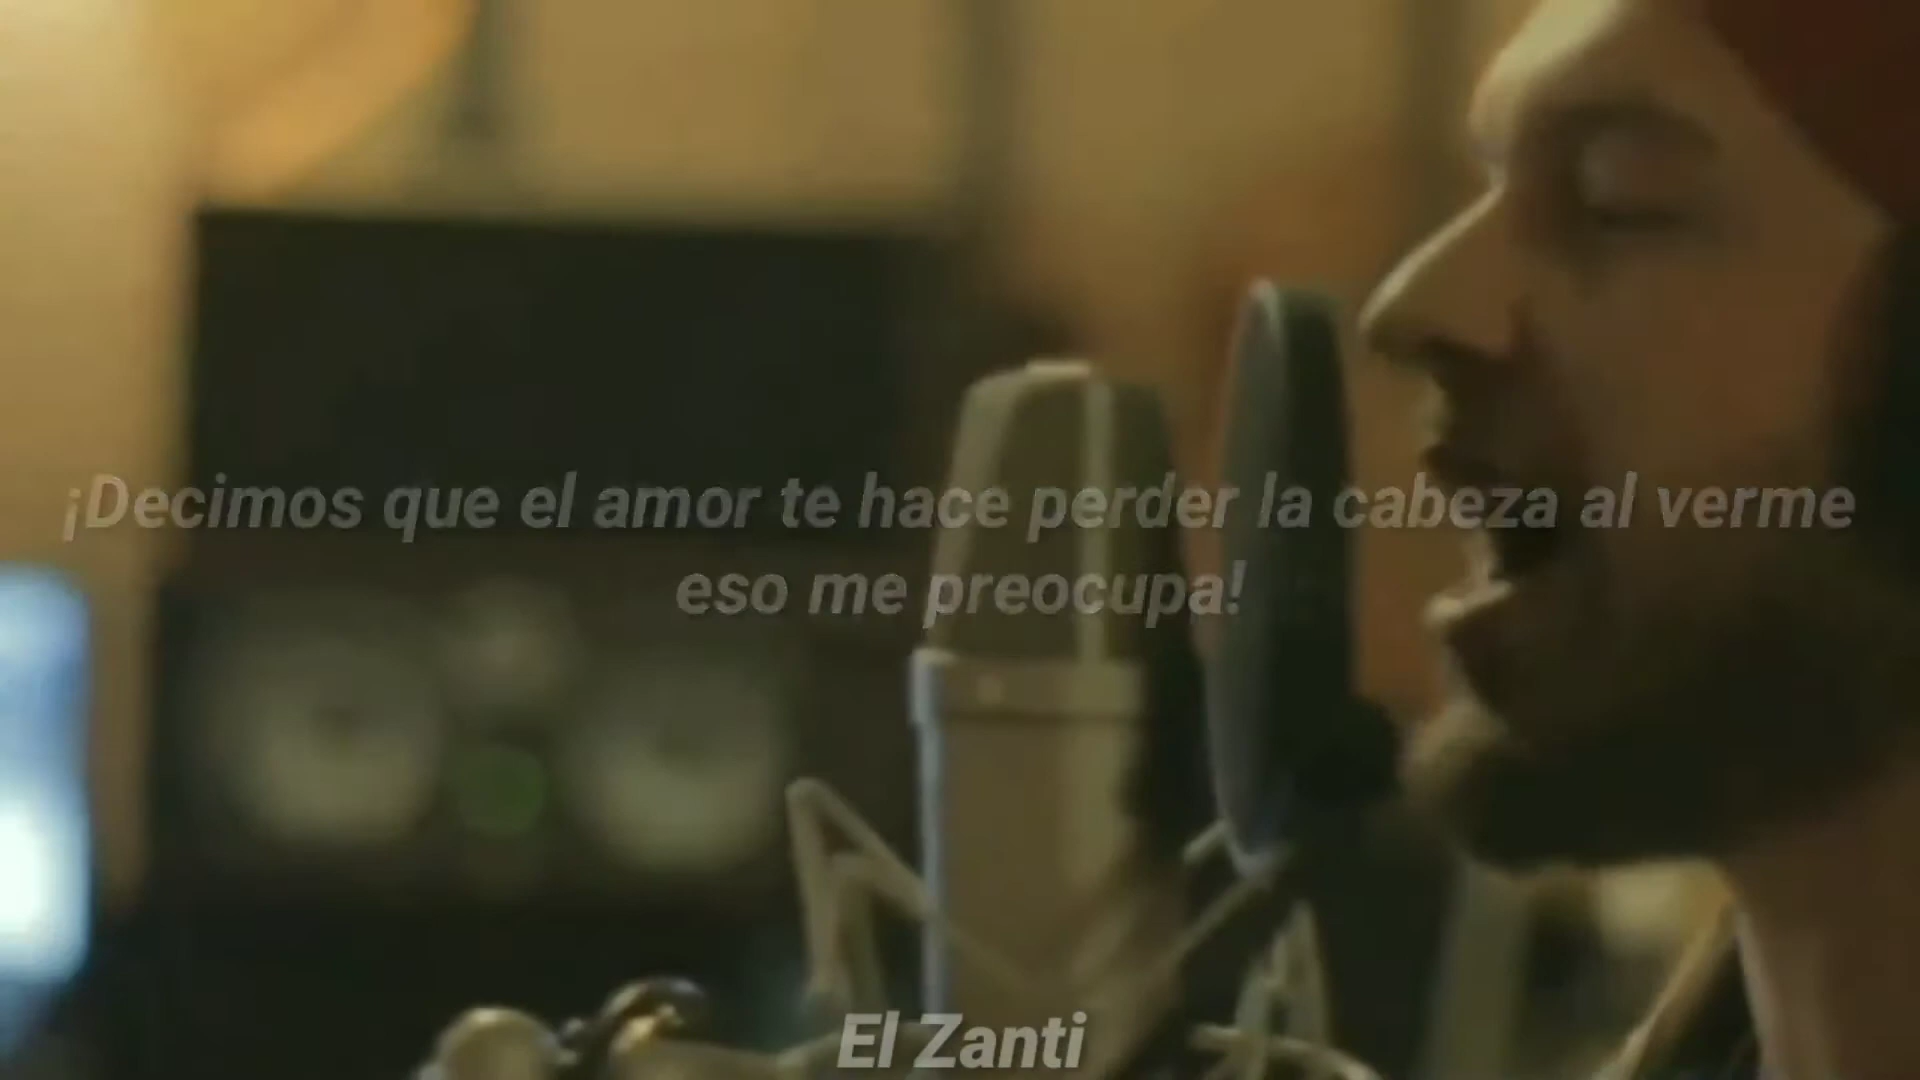 ¡Decimos que el amor te hace perder la cabeza al verme
eso me preocupa!
El Zanti